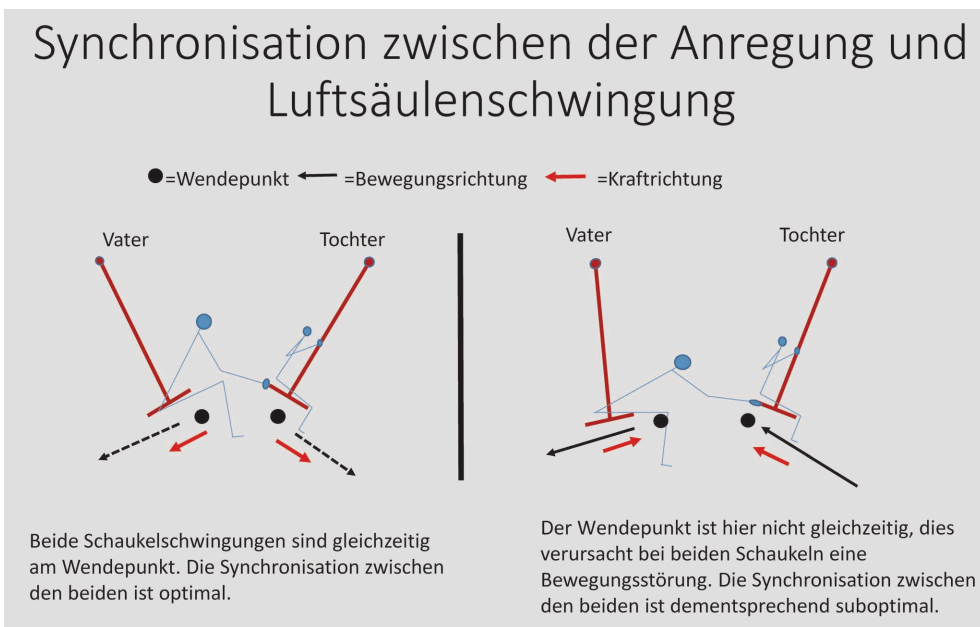 Synchronisation zwischen der Anregung und
Luftsäulenschwingung
=Wendepunkt =Bewegungsrichtung =Kraftrichtung
Vater
Tochter
Vater
Tochter
Beide Schaukelschwingungen sind gleichzeitig
am Wendepunkt. Die Synchronisation zwischen
den beiden ist optimal.
Der Wendepunkt ist hier nicht gleichzeitig, dies
verursacht bei beiden Schaukeln eine
Bewegungsstörung. Die Synchronisation zwischen
den beiden ist dementsprechend suboptimal.